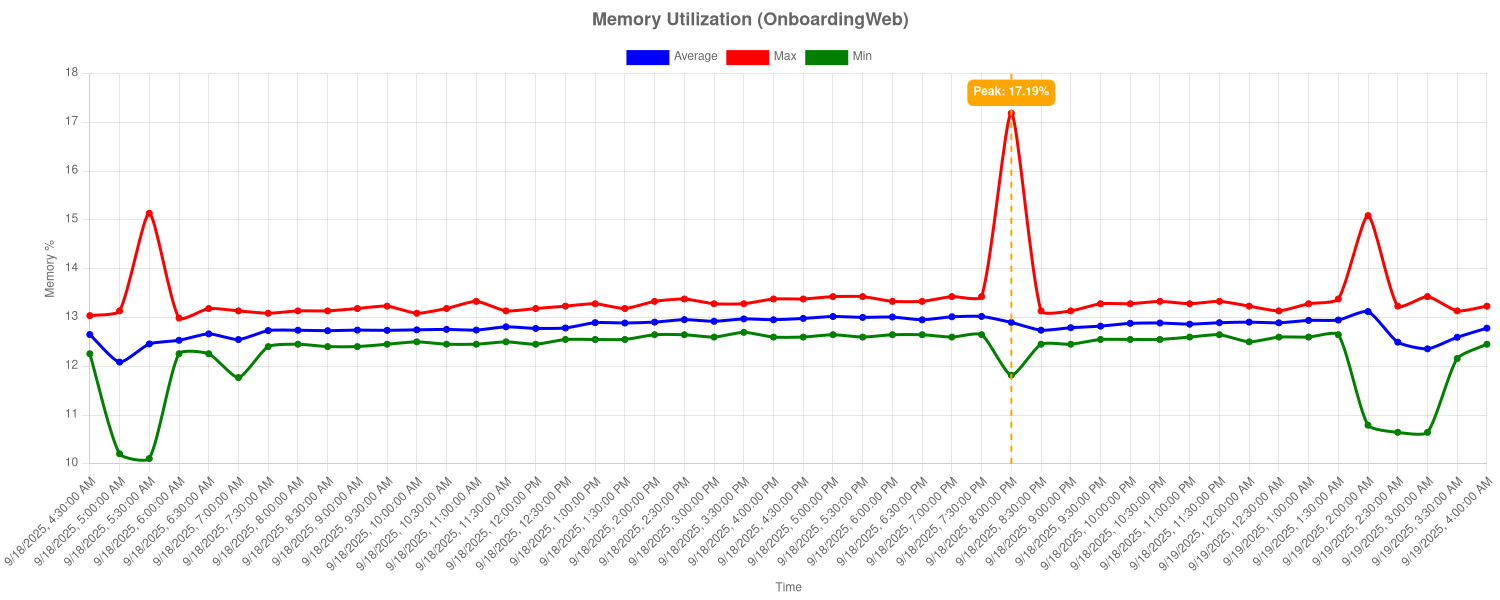 Memory Utilization (OnboardingWeb)
Average Max Min
Peak: 17.19%
18
17
16
15
14
13
12
11
10
Memory %
9/18/2025, 4:30:00 AM
9/18/2025, 5:00:00 AM
9/18/2025, 5:30:00 AM
9/18/2025, 6:00:00 AM
9/18/2025, 6:30:00 AM
9/18/2025, 7:00:00 AM
9/18/2025, 7:30:00 AM
9/18/2025, 8:00:00 AM
9/18/2025, 8:30:00 AM
9/18/2025, 9:00:00 AM
9/18/2025, 9:30:00 AM
9/18/2025, 10:00:00 AM
9/18/2025, 10:30:00 AM
9/18/2025, 11:00:00 AM
9/18/2025, 11:30:00 AM
9/18/2025, 12:00:00 PM
9/18/2025, 12:30:00 PM
9/18/2025, 1:00:00 PM
9/18/2025, 1:30:00 PM
9/18/2025, 2:00:00 PM
9/18/2025, 2:30:00 PM
9/18/2025, 3:00:00 PM
9/18/2025, 3:30:00 PM
9/18/2025, 4:00:00 PM
9/18/2025, 4:30:00 PM
9/18/2025, 5:00:00 PM
9/18/2025, 5:30:00 PM
9/18/2025, 6:00:00 PM
9/18/2025, 6:30:00 PM
9/18/2025, 7:00:00 PM
9/18/2025, 7:30:00 PM
9/18/2025, 8:00:00 PM
9/18/2025, 8:30:00 PM
9/18/2025, 9:00:00 PM
9/18/2025, 9:30:00 PM
9/18/2025, 10:00:00 PM
9/18/2025, 10:30:00 PM
9/18/2025, 11:00:00 PM
9/18/2025, 11:30:00 PM
9/19/2025, 12:00:00 AM
9/19/2025, 12:30:00 AM
9/19/2025, 1:00:00 AM
9/19/2025, 1:30:00 AM
9/19/2025, 2:00:00 AM
9/19/2025, 2:30:00 AM
9/19/2025, 3:00:00 AM
9/19/2025, 3:30:00 AM
9/19/2025, 4:00:00 AM
Time